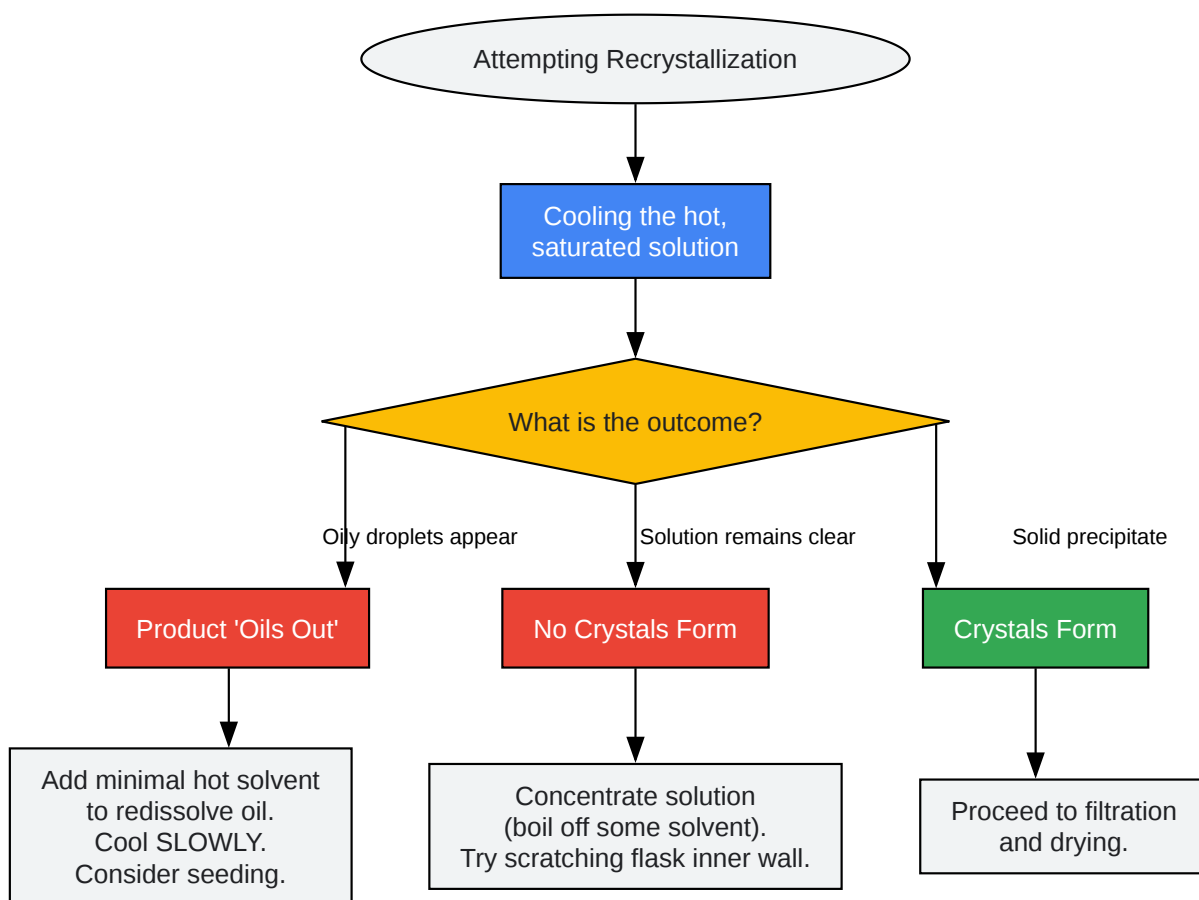 Attempting Recrystallization
Cooling the hot,
saturated solution
What is the outcome?
Oily droplets appear
Solution remains clear
Solid precipitate
Product 'Oils Out'
No Crystals Form
Crystals Form
Add minimal hot solvent
to redissolve oil.
Cool SLOWLY.
Consider seeding.
Concentrate solution
(boil off some solvent).
Try scratching flask inner wall.
Proceed to filtration
and drying.